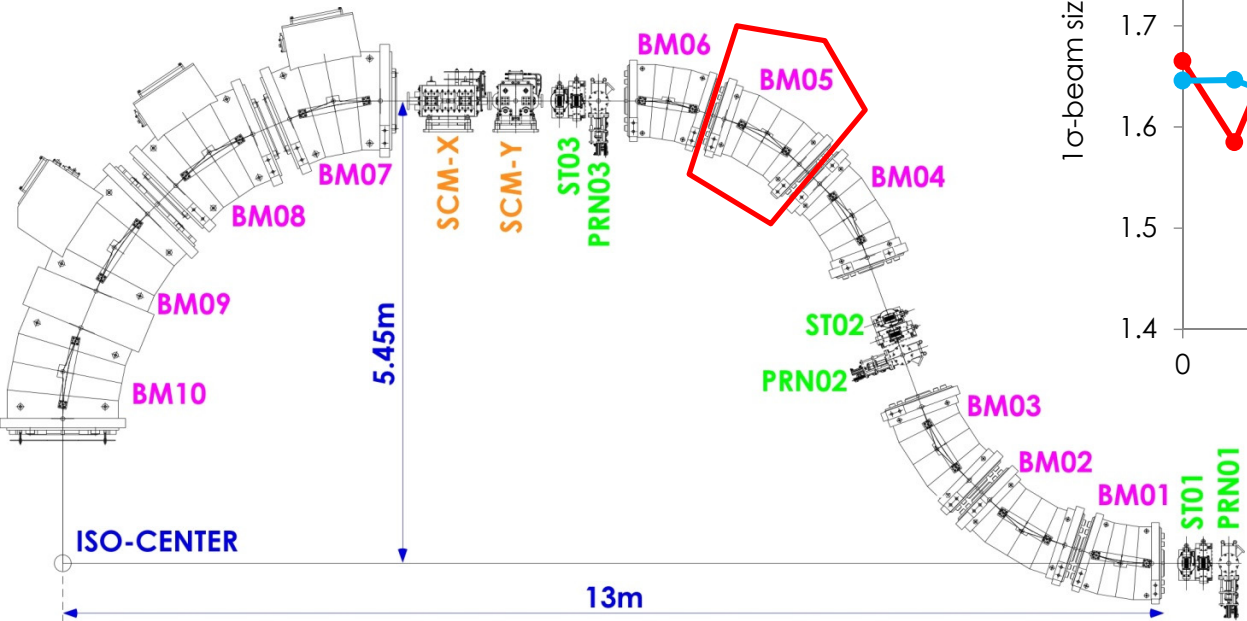 BM06
BM05
BM04
BM07
BM08
BM09
BM10
SCM-X
SCM-Y
ST03
PRN03
5.45m
ST02
PRN02
BM03
BM02
BM01
ST01
PRN01
ISO-CENTER
13m
1σ-beam siz
1.7
1.6
1.5
1.4
0